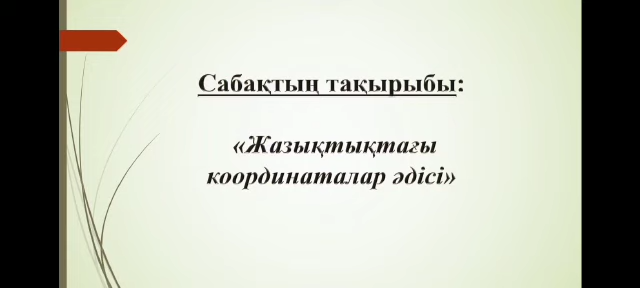 Сабақтың тақырыбы:
«Жазықтықтағы
координаталар әдісі»